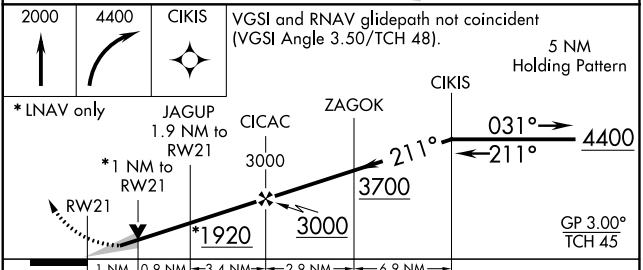 2000
4400
CIKIS
VGSI and RNAV glidepath not coincident
(VGSI Angle 3.50/TCH 48).
5 NM
Holding Pattern
CIKIS
* LNAV only
JAGUP
1.9 NM to
RW21
CICAC
ZAGOK
031°
211°
4400
*1 NM to
RW21
3000
211°
3700
RW21
*1920
3000
GP 3.00°
TCH 45
1 NM
0.9 NM
3.4 NM
2.9 NM
6.9 NM